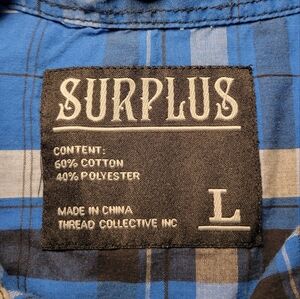 SURPLUS
CONTENT:
60% COTTON
40% POLYESTER
L
MADE IN CHINA
THREAD COLLECTIVE INC